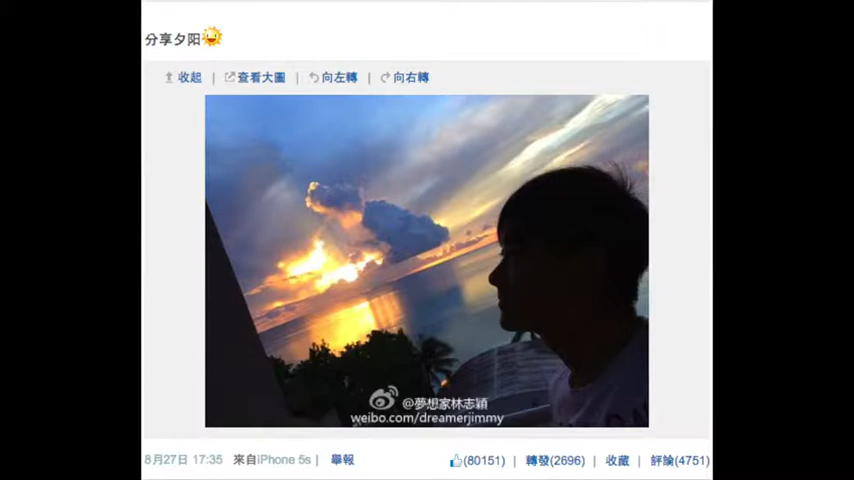 分享夕阳
收起 | 查看大圖 | 向左轉 | 向右轉
@夢想家林志穎
weibo.com/dreamerjimmy
8月27日 17:35 來自iPhone 5s | 舉報 (80151) | 轉發(2696) | 收藏 | 評論(4751)